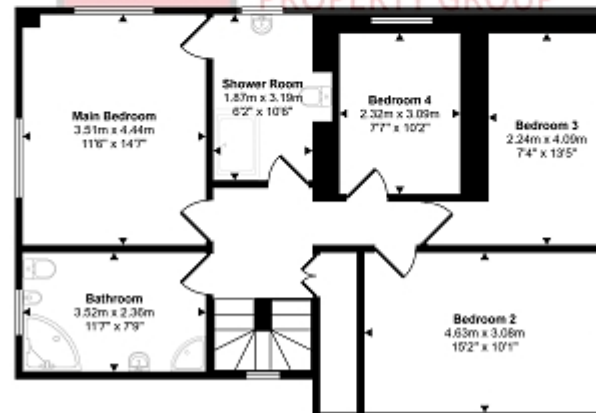 PROPERTY GROUP
Main Bedroom
3.51m x 4.44m
11'6" x 14'7"
Shower Room
1.87m x 3.19m
6'2" x 10'6"
Bedroom 4
2.32m x 3.09m
7'7" x 10'2"
Bedroom 3
2.24m x 4.09m
7'4" x 13'5"
Bathroom
3.52m x 2.36m
11'7" x 7'9"
Bedroom 2
4.63m x 3.08m
15'2" x 10'1"